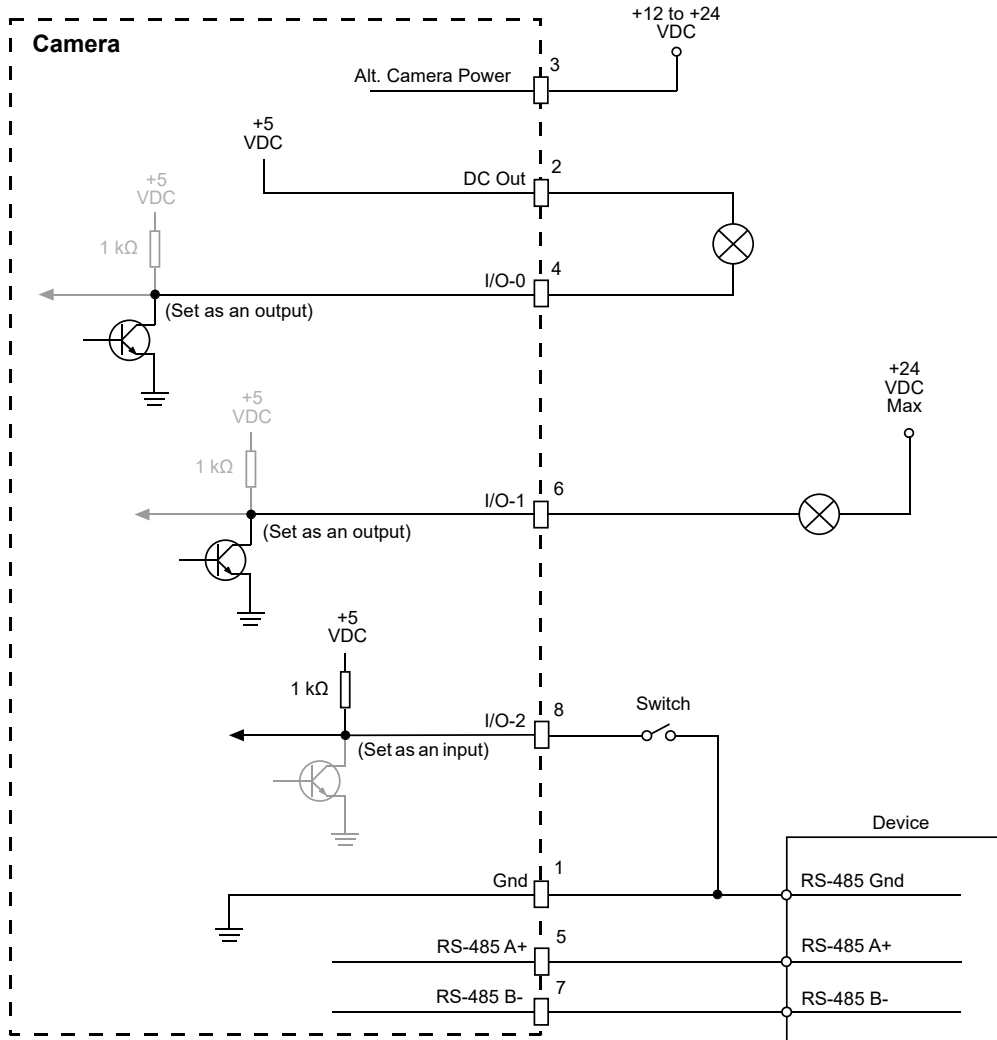 +12 to +24
VDC
Camera
3
Alt. Camera Power
+5
VDC
2
DC Out
+5
VDC
1 kΩ
4
I/O-0
(Set as an output)
+24
VDC
Max
+5
VDC
1 kΩ
6
I/O-1
(Set as an output)
+5
VDC
1 kΩ
8
I/O-2
Switch
(Set as an input)
Device
1
Gnd
RS-485 Gnd
5
RS-485 A+
RS-485 A+
7
RS-485 B-
RS-485 B-